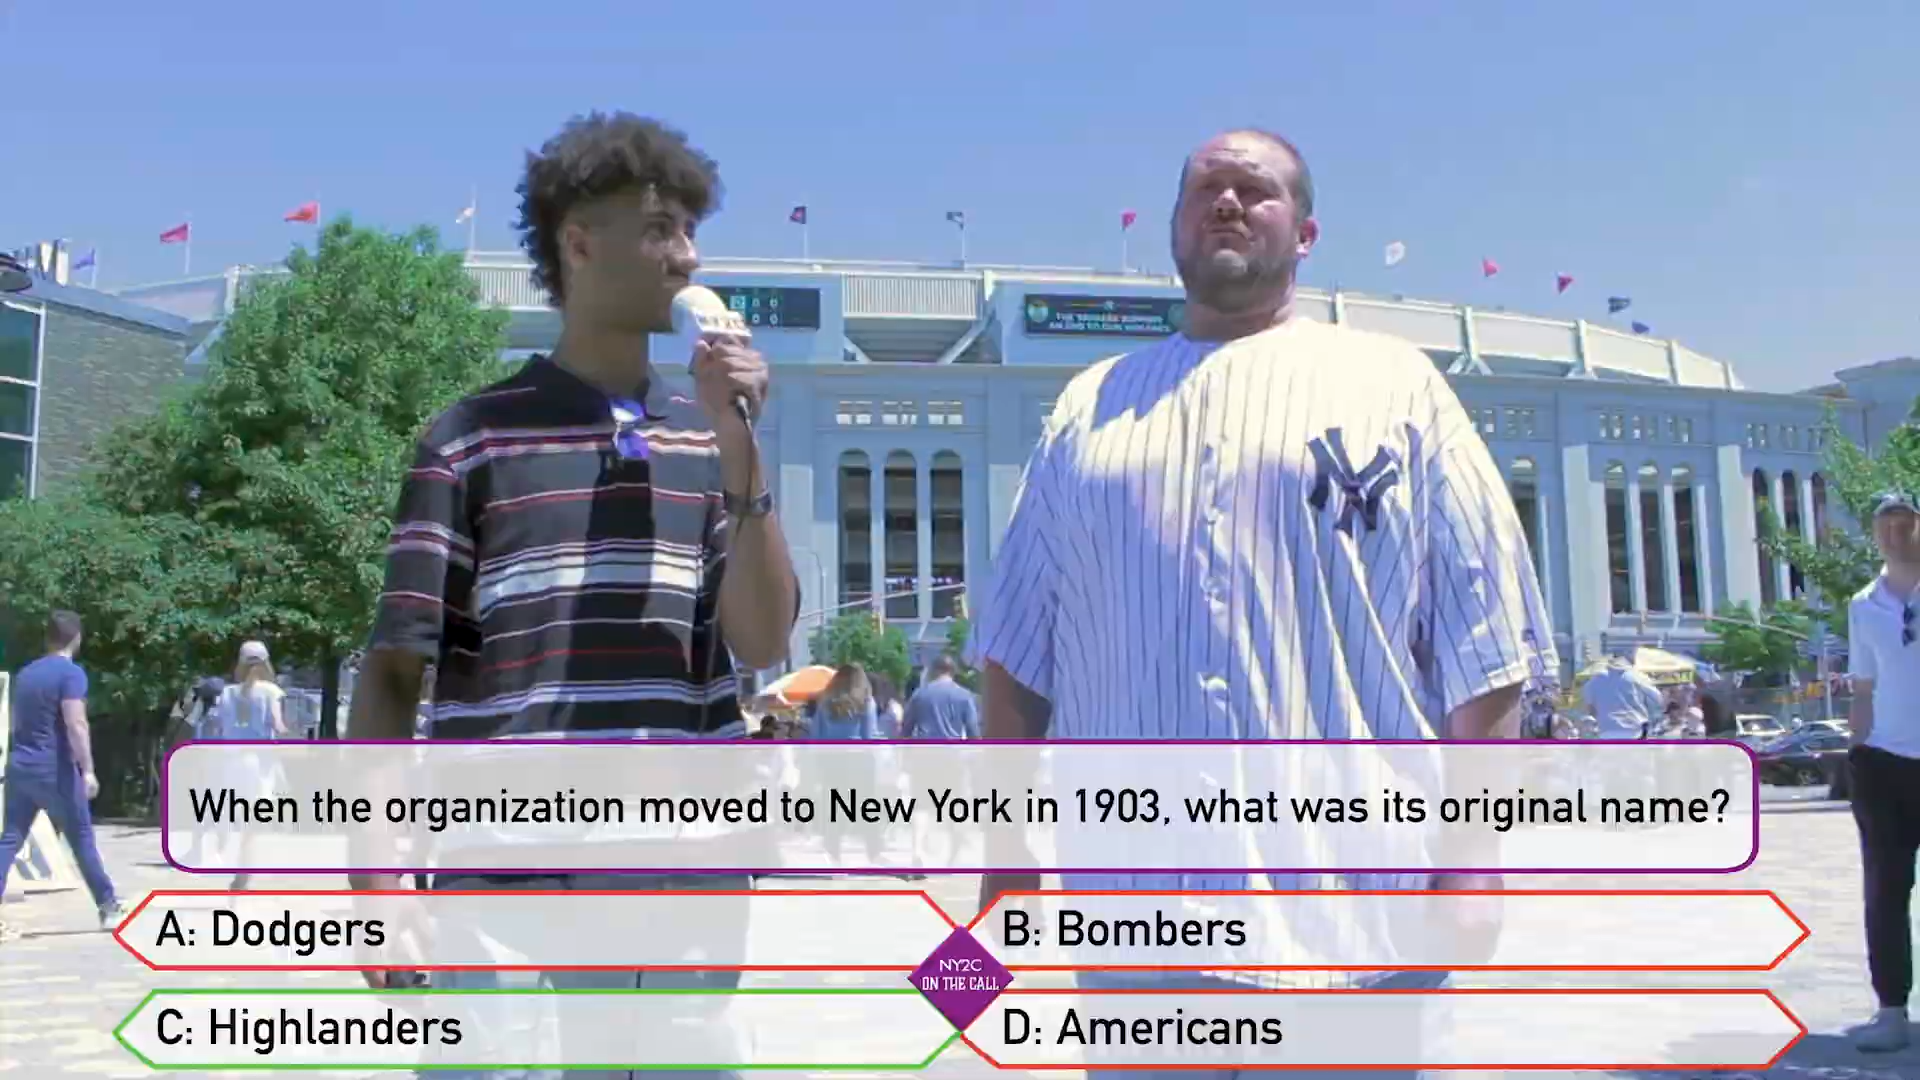 NY
When the organization moved to New York in 1903, what was its original name?
A: Dodgers
B: Bombers
NY2C
ON THE CALL
C: Highlanders
D: Americans